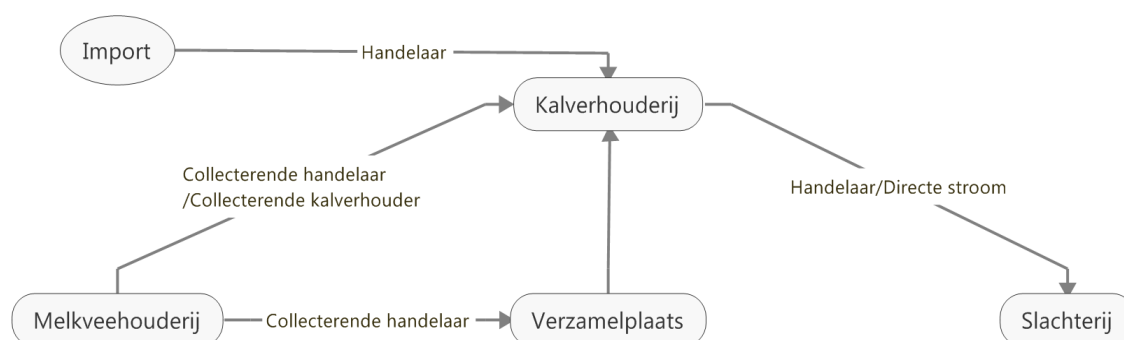 Import
Handelaar
Kalverhouderij
Collecterende handelaar
/Collecterende kalverhouder
Handelaar/Directe stroom
Melkveehouderij
Collecterende handelaar
Verzamelplaats
Slachterij